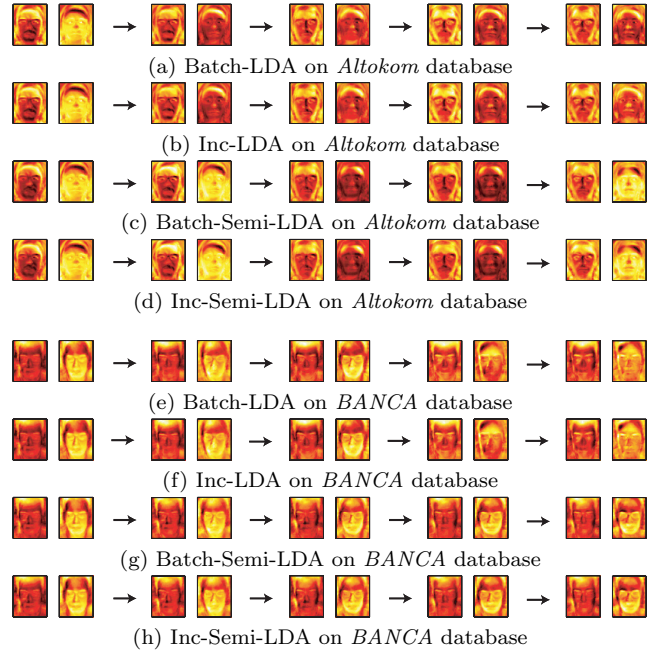 (a) Batch-LDA on Altokom database
(b) Inc-LDA on Altokom database
(c) Batch-Semi-LDA on Altokom database
(d) Inc-Semi-LDA on Altokom database
(e) Batch-LDA on BANCA database
(f) Inc-LDA on BANCA database
(g) Batch-Semi-LDA on BANCA database
(h) Inc-Semi-LDA on BANCA database